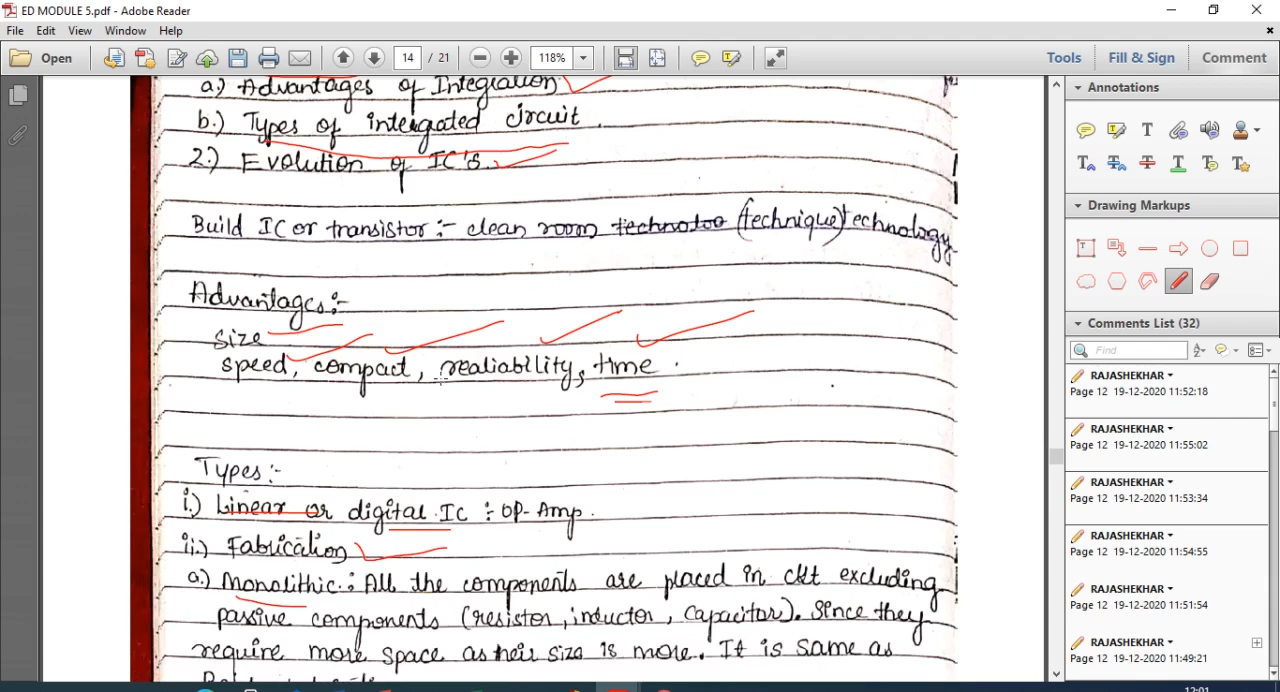 ED MODULE 5.pdf - Adobe Reader
File Edit View Window Help
Open 14 / 21 118% Tools Fill & Sign Comment
a.) Advantages of Integration.
b.) Types of intergated circuit.
2.) Evolution of IC's.
Build IC or transistor :- clean room technoloo (technique) technology
Advantages :-
size
speed, compact, realiability, time.
Types :-
i.) Linear or digital IC : Op-Amp.
ii.) Fabrication
a.) Monolithic : All the components are placed in ckt excluding
passive components (resistor, inductor, capacitor). Since they
require more space as their size is more. It is same as
Annotations
Drawing Markups
Comments List (32)
Find
RAJASHEKHAR
Page 12 19-12-2020 11:52:18
RAJASHEKHAR
Page 12 19-12-2020 11:55:02
RAJASHEKHAR
Page 12 19-12-2020 11:53:34
RAJASHEKHAR
Page 12 19-12-2020 11:54:55
RAJASHEKHAR
Page 12 19-12-2020 11:51:54
RAJASHEKHAR
Page 12 19-12-2020 11:49:21
12:01